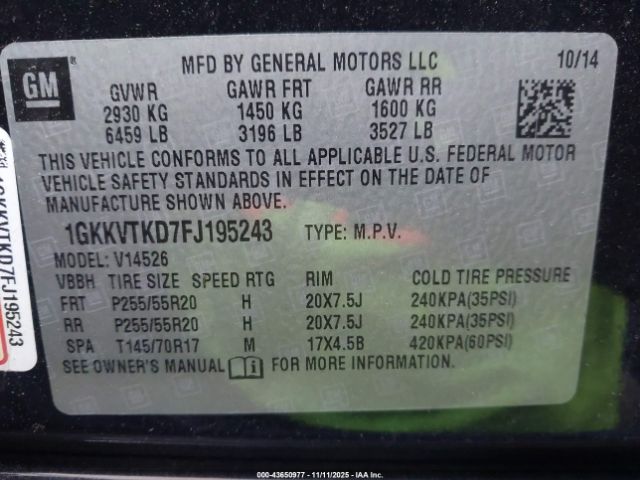 GM
MFD BY GENERAL MOTORS LLC 10/14
GVWR GAWR FRT GAWR RR
2930 KG 1450 KG 1600 KG
6459 LB 3196 LB 3527 LB
THIS VEHICLE CONFORMS TO ALL APPLICABLE U.S. FEDERAL MOTOR
VEHICLE SAFETY STANDARDS IN EFFECT ON THE DATE OF
MANUFACTURE SHOWN ABOVE.
1GKKVTKD7FJ195243 TYPE: M.P.V.
MODEL: V14526
VBBH TIRE SIZE SPEED RTG RIM COLD TIRE PRESSURE
FRT P255/55R20 H 20X7.5J 240KPA(35PSI)
RR P255/55R20 H 20X7.5J 240KPA(35PSI)
SPA T145/70R17 M 17X4.5B 420KPA(60PSI)
SEE OWNER'S MANUAL i FOR MORE INFORMATION.
1GKKVTKD7FJ195243
000-43650977 - 11/11/2025 - IAA Inc.